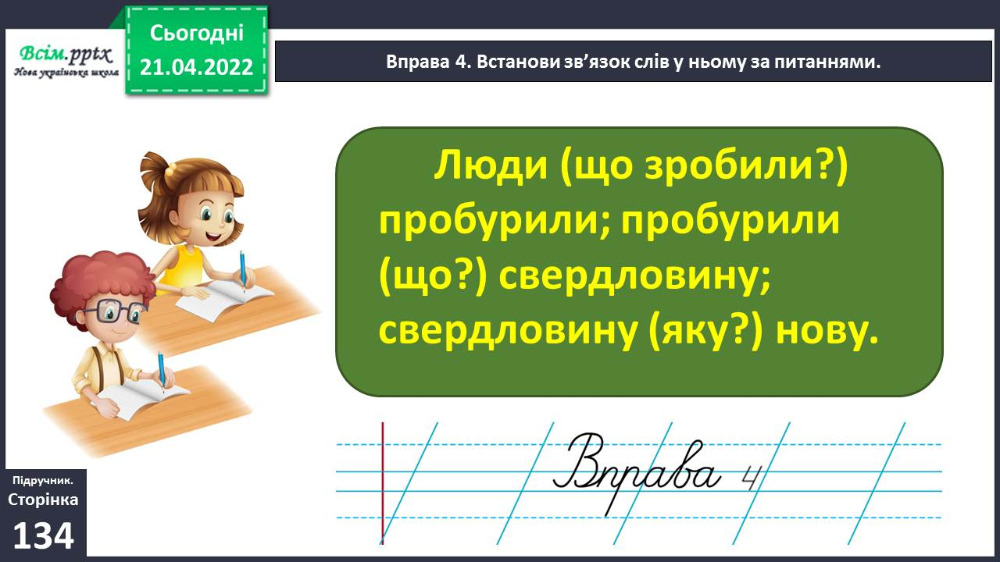 Всім.pptx
Нова українська школа
Сьогодні
21.04.2022
Вправа 4. Встанови зв’язок слів у ньому за питаннями.
Люди (що зробили?)
пробурили; пробурили
(що?) свердловину;
свердловину (яку?) нову.
Вправа 4
Підручник.
Сторінка
134